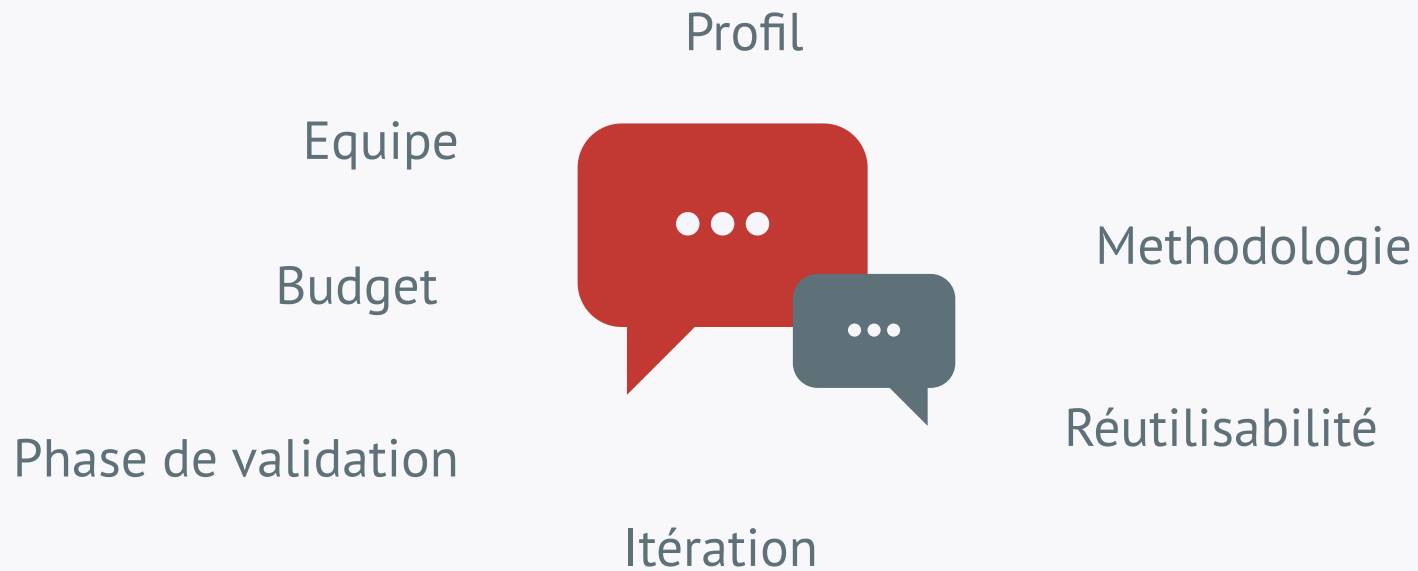 Profil
Equipe
Methodologie
Budget
Réutilisabilité
Phase de validation
Itération